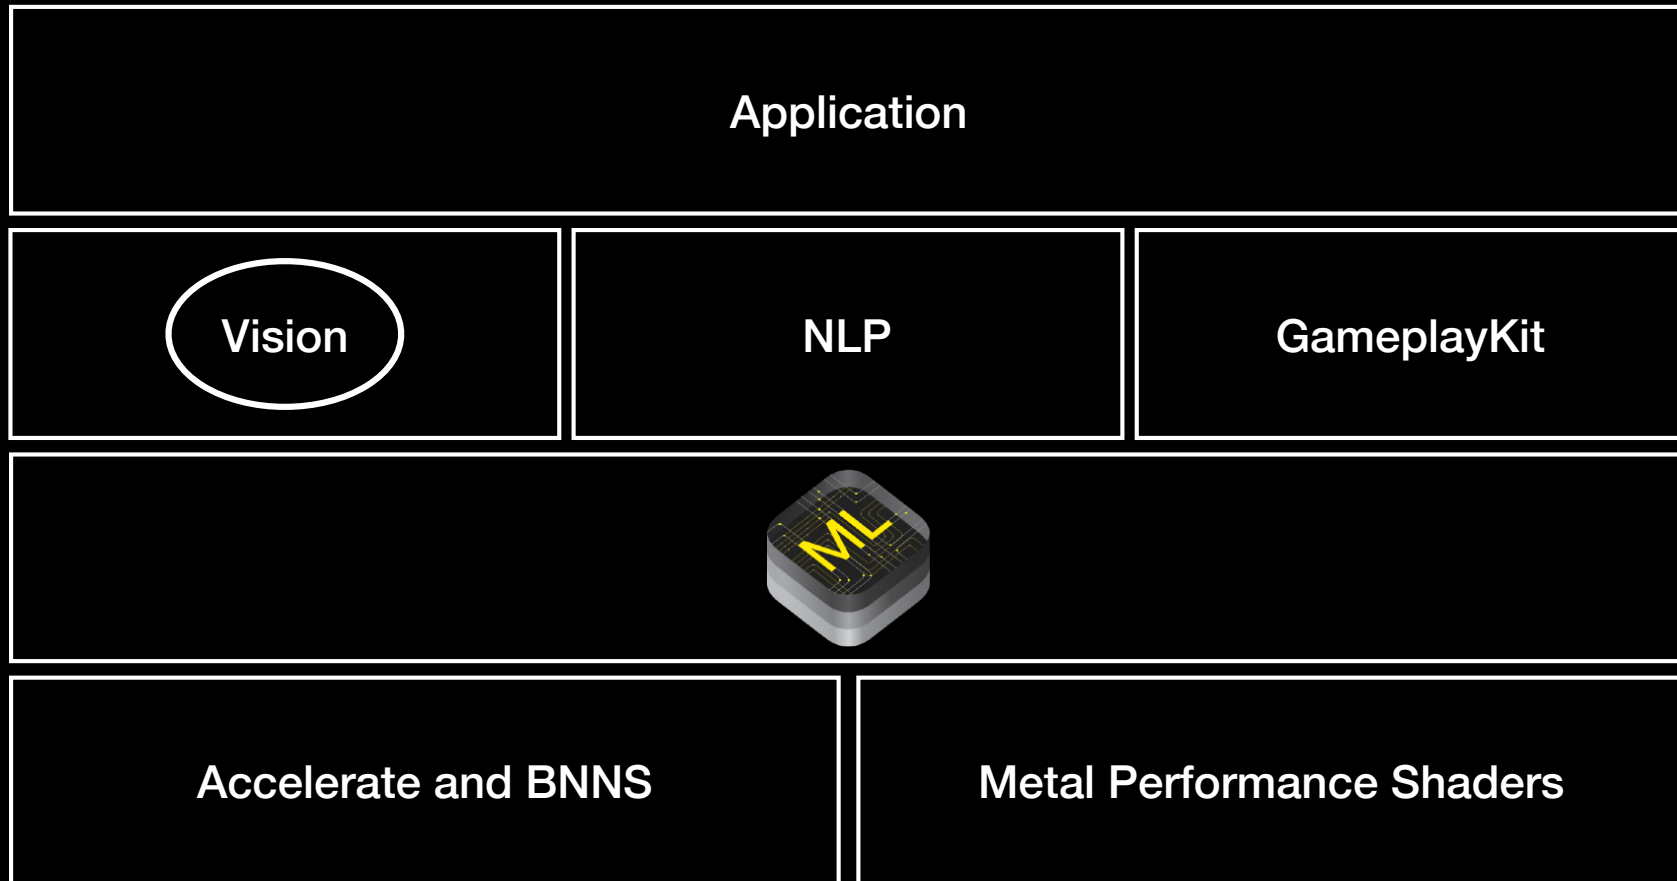 Application
Vision
NLP
GameplayKit
ML
Accelerate and BNNS
Metal Performance Shaders